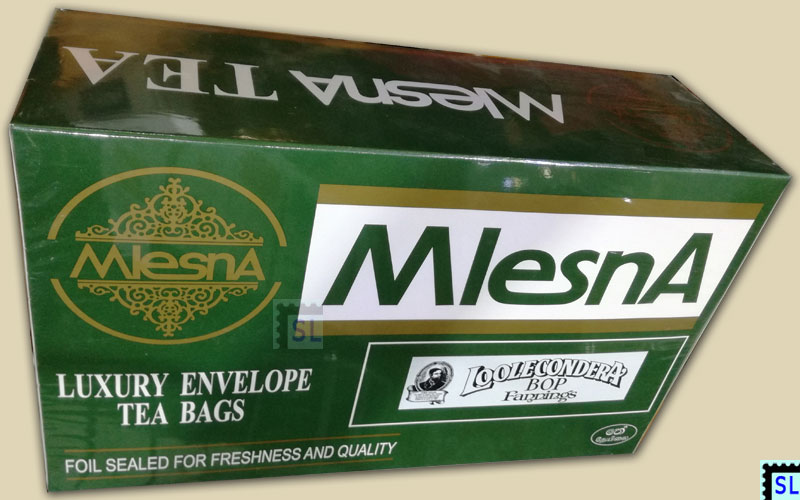 MlesnA TEA
MlesnA
MlesnA
SL
LUXURY ENVELOPE
TEA BAGS
LOOLECONDERA
BOP
Fannings
FOIL SEALED FOR FRESHNESS AND QUALITY
SL